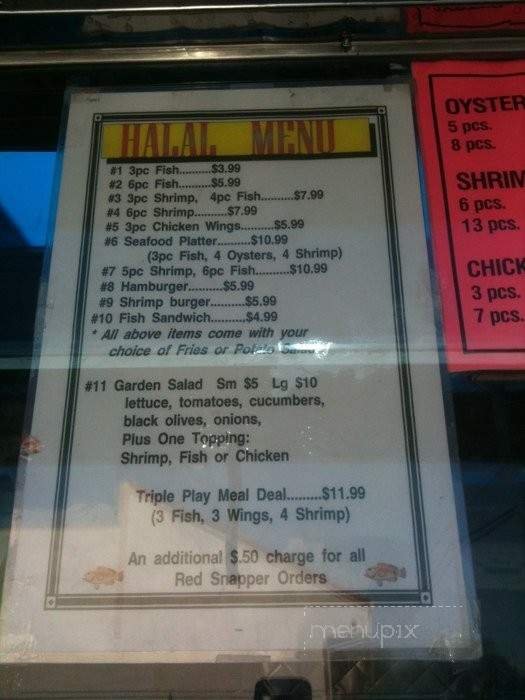 HALAL MENU
#1 3pc Fish.........$3.99
#2 6pc Fish.........$5.99
#3 3pc Shrimp, 4pc Fish.........$7.99
#4 6pc Shrimp.........$7.99
#5 3pc Chicken Wings.........$5.99
#6 Seafood Platter.........$10.99
(3pc Fish, 4 Oysters, 4 Shrimp)
#7 5pc Shrimp, 6pc Fish.........$10.99
#8 Hamburger.........$5.99
#9 Shrimp burger.........$5.99
#10 Fish Sandwich.........$4.99
* All above items come with your
choice of Fries or Potato Salad
#11 Garden Salad Sm $5 Lg $10
lettuce, tomatoes, cucumbers,
black olives, onions,
Plus One Topping:
Shrimp, Fish or Chicken
Triple Play Meal Deal.........$11.99
(3 Fish, 3 Wings, 4 Shrimp)
An additional $.50 charge for all
Red Snapper Orders
OYSTER
5 pcs.
8 pcs.
SHRIM
6 pcs.
13 pcs.
CHICK
3 pcs.
7 pcs.
menupix